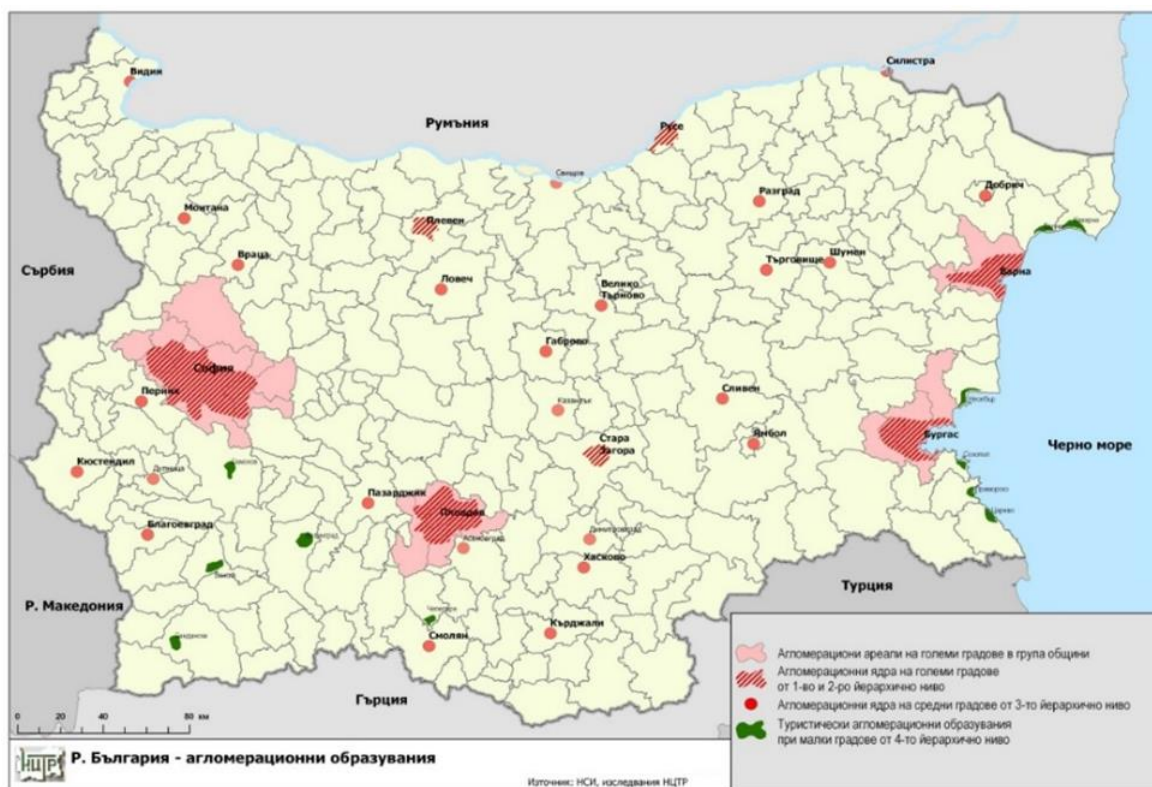 Видин
Силистра
Румъния
Русе
Свищов
Разград
Добрич
Монтана
Плевен
Враца
Шумен
Търговище
Варна
Сърбия
Ловеч
Велико
Търново
Габрово
София
Перник
Сливен
Казанлък
Несебър
Стара
Загора
Ямбол
Бургас
Черно море
Кюстендил
Дупница
Пазарджик
Пловдив
Благоевград
Асеновград
Димитровград
Хасково
Турция
Р. Македония
Чепеларе
Смолян
Кърджали
Гърция
0 20 40 80 км
Агломерационни ареали на големи градове в група общини
Агломерационни ядра на големи градове
от 1-во и 2-ро йерархично ниво
Агломерационни ядра на средни градове от 3-то йерархично ниво
Туристически агломерационни образувания
при малки градове от 4-то йерархично ниво
НЦТР
Р. България - агломерационни образувания
Източник: НСИ, изследвания НЦТР